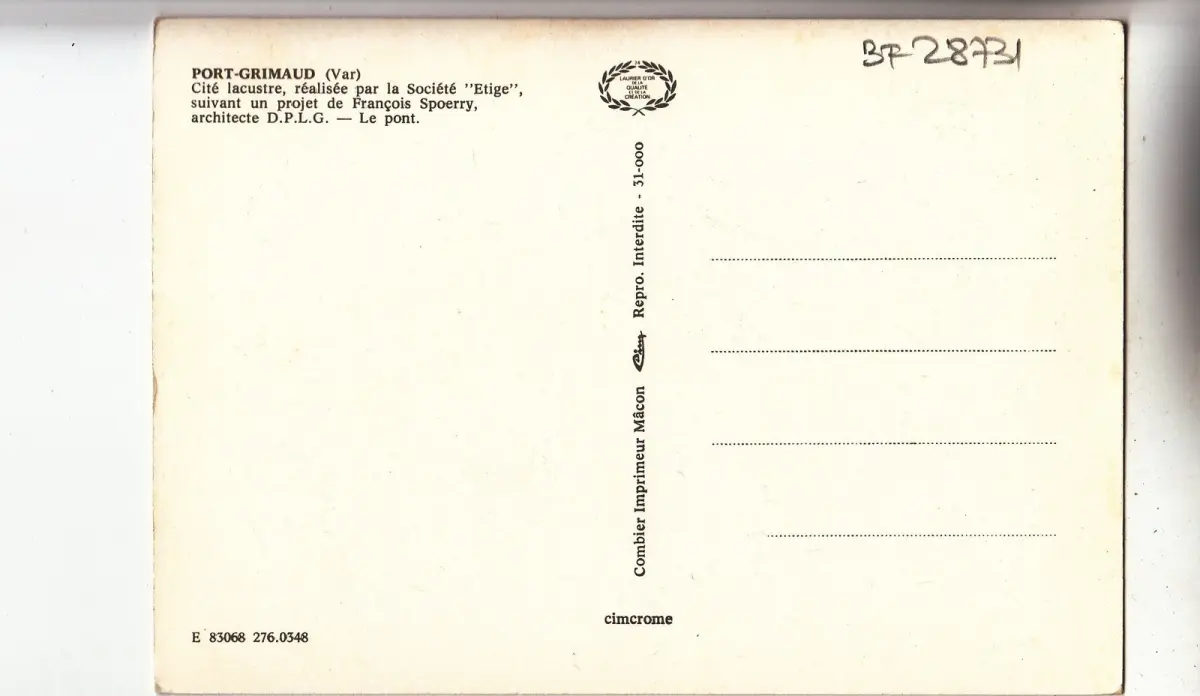 PORT-GRIMAUD (Var)
Cité lacustre, réalisée par la Société ''Etige'',
suivant un projet de François Spoerry,
architecte D.P.L.G. — Le pont.
LAURIER D'OR
DE LA
QUALITÉ
ET DE LA
CRÉATION
BF 28731
Combier Imprimeur Mâcon Cim Repro. Interdite - 31-000
cimcrome
E 83068 276.0348